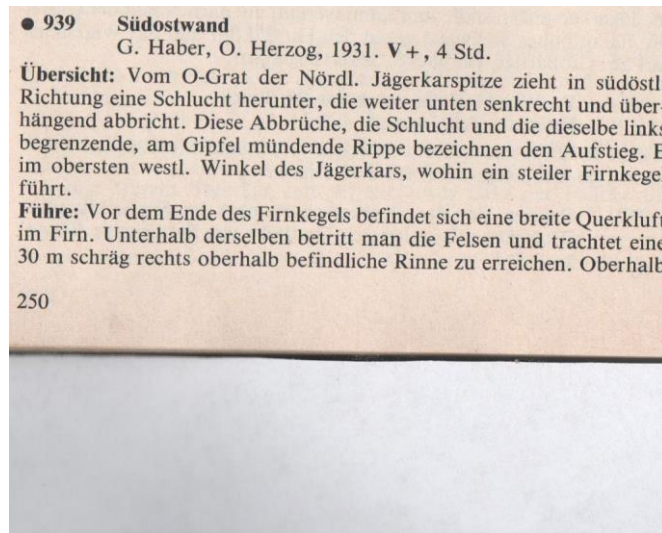 ● 939 Südostwand
G. Haber, O. Herzog, 1931. V+, 4 Std.
Übersicht: Vom O-Grat der Nördl. Jägerkarspitze zieht in südöstl
Richtung eine Schlucht herunter, die weiter unten senkrecht und über-
hängend abbricht. Diese Abbrüche, die Schlucht und die dieselbe links
begrenzende, am Gipfel mündende Rippe bezeichnen den Aufstieg. E
im obersten westl. Winkel des Jägerkars, wohin ein steiler Firnkegel
führt.
Führe: Vor dem Ende des Firnkegels befindet sich eine breite Querkluft
im Firn. Unterhalb derselben betritt man die Felsen und trachtet eine
30 m schräg rechts oberhalb befindliche Rinne zu erreichen. Oberhalb
250